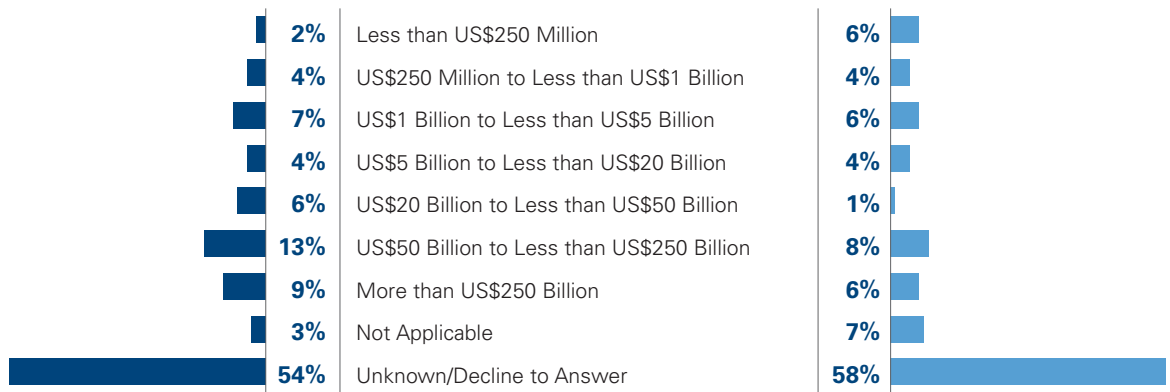 2% Less than US$250 Million 6%
4% US$250 Million to Less than US$1 Billion 4%
7% US$1 Billion to Less than US$5 Billion 6%
4% US$5 Billion to Less than US$20 Billion 4%
6% US$20 Billion to Less than US$50 Billion 1%
13% US$50 Billion to Less than US$250 Billion 8%
9% More than US$250 Billion 6%
3% Not Applicable 7%
54% Unknown/Decline to Answer 58%